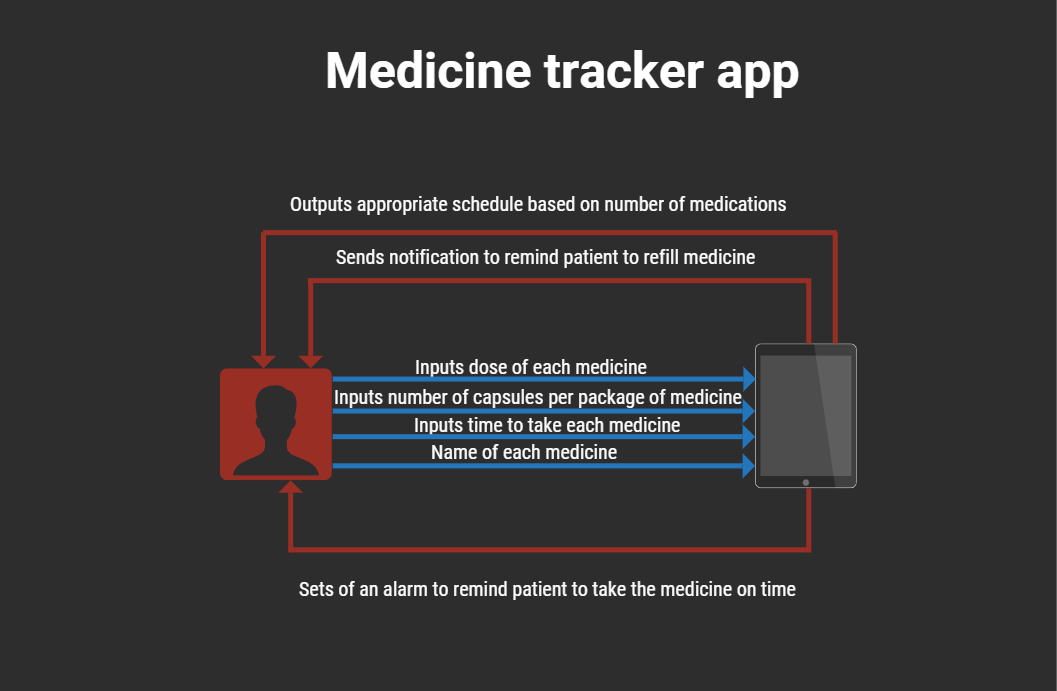 Medicine tracker app
Outputs appropriate schedule based on number of medications
Sends notification to remind patient to refill medicine
Inputs dose of each medicine
Inputs number of capsules per package of medicine
Inputs time to take each medicine
Name of each medicine
Sets of an alarm to remind patient to take the medicine on time